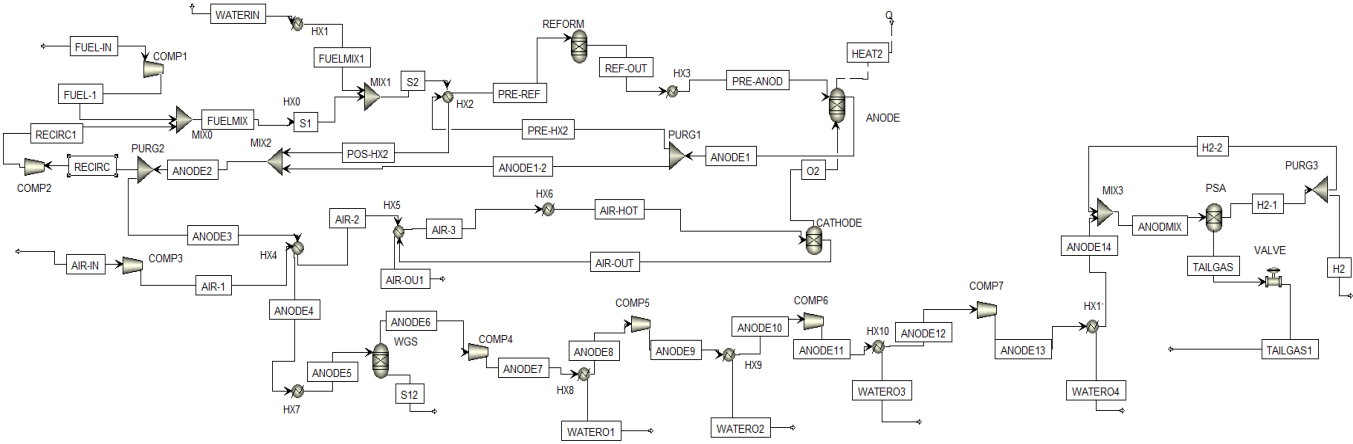 WATERIN
HX1
Q
REFORM
HEAT2
FUEL-IN
COMP1
FUELMIX1
REF-OUT
HX3
PRE-ANOD
MIX1
S2
FUEL-1
HX0
PRE-REF
HX2
ANODE
S1
FUELMIX
MIX0
RECIRC1
PRE-HX2
PURG1
MIX2
POS-HX2
ANODE1
H2-2
PURG3
PURG2
RECIRC
ANODE2
ANODE1-2
O2
COMP2
MIX3
PSA
H2-1
HX5
HX6
AIR-2
AIR-HOT
CATHODE
ANODMIX
AIR-3
ANODE3
HX4
ANODE14
AIR-IN
COMP3
AIR-OUT
TAILGAS
VALVE
H2
AIR-1
AIR-OU1
COMP7
ANODE4
COMP5
COMP6
HX1
ANODE6
ANODE10
HX10
ANODE12
WGS
COMP4
ANODE8
ANODE9
ANODE11
ANODE13
TAILGAS1
ANODE5
ANODE7
HX9
HX8
S12
WATERO3
WATERO4
HX7
WATERO1
WATERO2